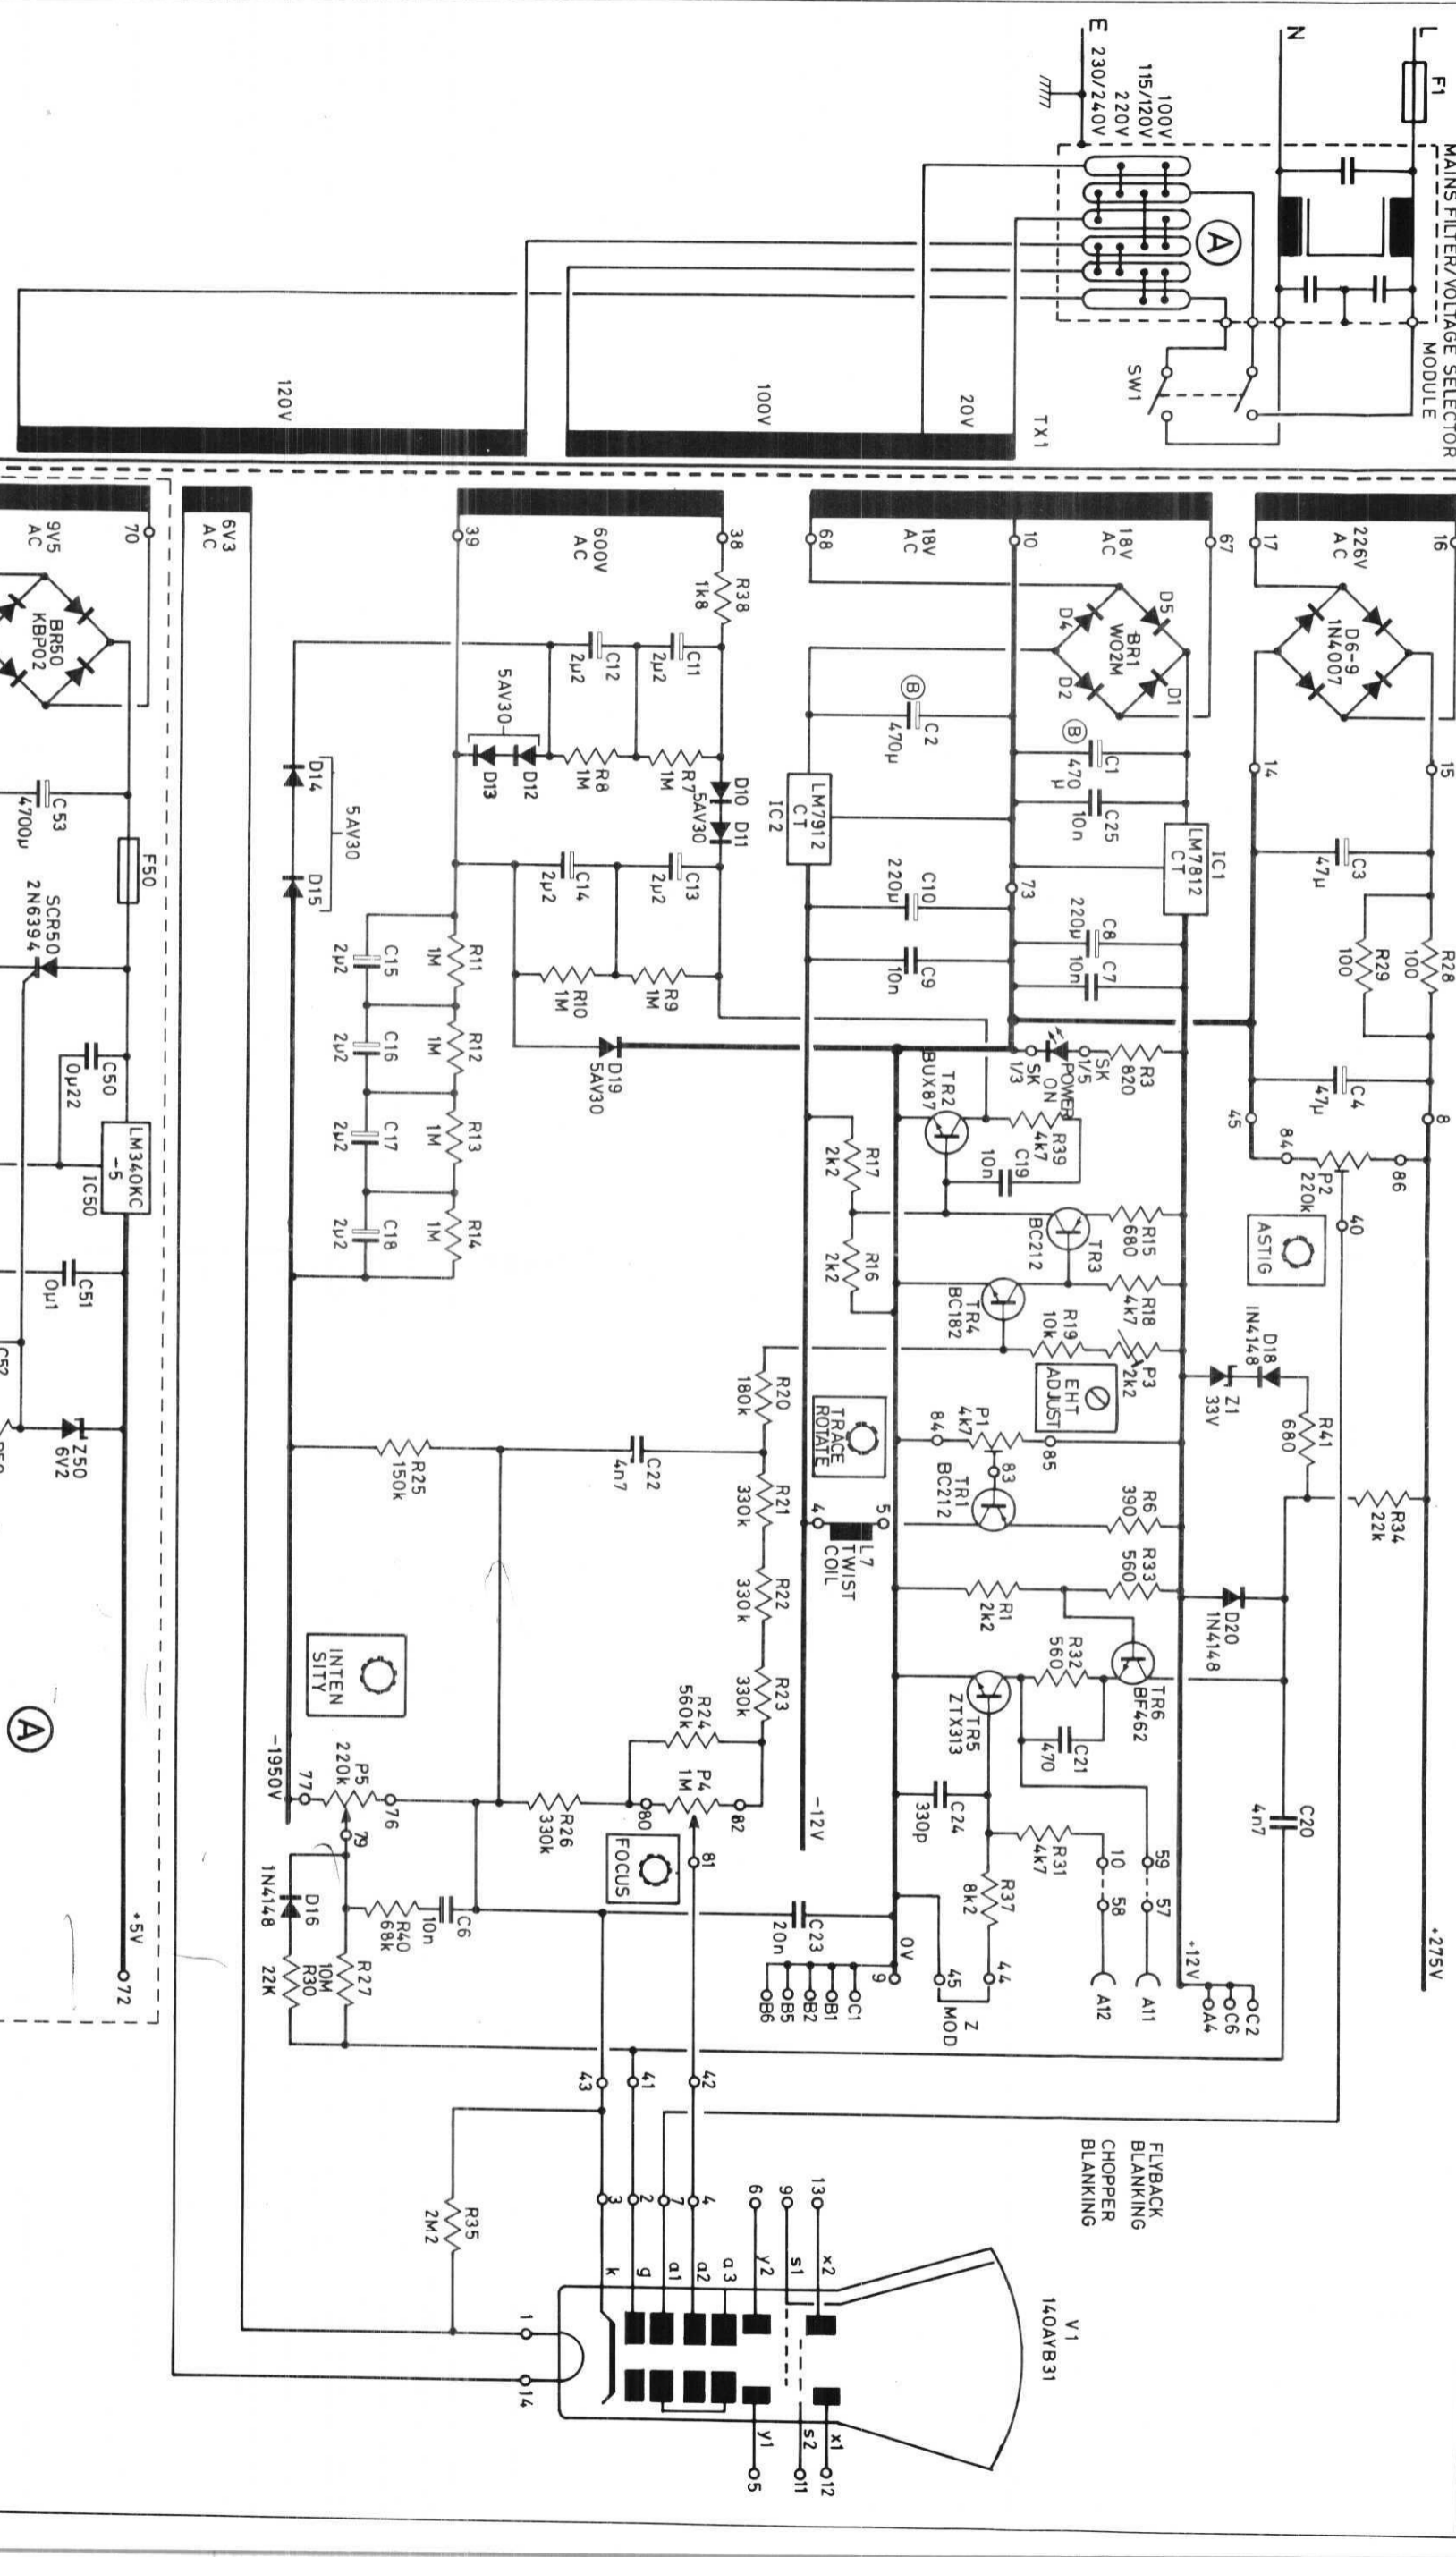 MAINS FILTER/VOLTAGE SELECTOR
MODULE
L
F1
N
E
100V
115/120V
220V
230/240V
A
SW1
TX1
20V
100V
120V
16
226V
AC
17
D6-9
1N4007
15
14
C3
47µ
R28
100
R29
100
C4
47µ
8
45
84
86
P2
220k
40
ASTIG
+275V
67
18V
AC
10
18V
AC
68
D5
D4
BR1
W02M
D1
D2
B
C1
470
µ
C25
10n
B
C2
470µ
IC1
LM7812
CT
IC2
LM7912
CT
73
C8
220µ
C7
10n
C10
220µ
C9
10n
R3
820
SK
1/5
POWER
ON
SK
1/3
TR2
BUX87
R39
4k7
C19
10n
R17
2k2
R16
2k2
R15
680
TR3
BC212
R18
4k7
TR4
BC182
R19
10k
P3
2k2
EHT
ADJUST
D18
IN4148
Z1
33V
R41
680
R34
22k
P1
4k7
84
85
83
TR1
BC212
R6
390
TRACE
ROTATE
4
5
L7
TWIST
COIL
R33
560
R1
2k2
D20
1N4148
TR6
BF462
R32
560
C21
470
TR5
ZTX313
C24
330p
R31
4k7
R37
8k2
C20
4n7
10
58
59
57
A11
A12
44
45
Z
MOD
+12V
C2
C6
A4
0V
9
C1
B1
B2
B5
B6
-12V
C23
20n
FLYBACK
BLANKING
CHOPPER
BLANKING
38
600V
AC
39
R38
1k8
C11
2µ2
C12
2µ2
5AV30
D12
D13
R7
1M
R8
1M
D10
D11
5AV30
C13
2µ2
C14
2µ2
R9
1M
R10
1M
D19
5AV30
D14
D15
5AV30
R11
1M
R12
1M
R13
1M
R14
1M
C15
2µ2
C16
2µ2
C17
2µ2
C18
2µ2
R20
180k
R21
330k
R22
330k
R23
330k
C22
4n7
R25
150k
R24
560k
P4
1M
80
82
81
FOCUS
R26
330k
INTEN
SITY
-1950V
P5
220k
77
76
79
C6
10n
R40
68k
D16
1N4148
R27
10M
R30
22K
42
41
43
R35
2M2
V1
140AYB31
13
9
6
4
7
2
3
1
14
x2
s1
y2
a3
a2
a1
g
k
x1
s2
y1
12
11
5
6V3
AC
70
9V5
AC
BR50
KBP02
C53
4700µ
F50
SCR50
2N6394
C50
0µ22
LM340KC
-5
IC50
C51
0µ1
C52
Z50
6V2
A
+5V
72